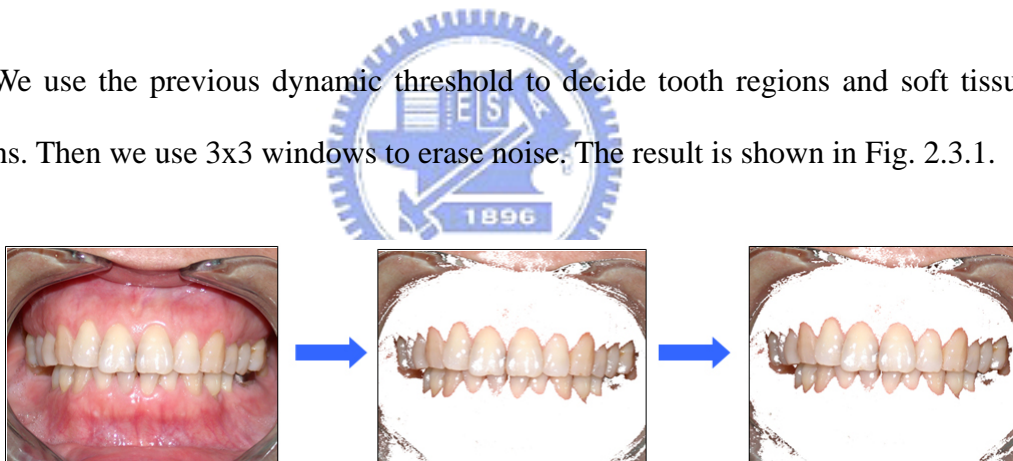 We use the previous dynamic threshold to decide tooth regions and soft tissu
ns. Then we use 3x3 windows to erase noise. The result is shown in Fig. 2.3.1.
E S A
1896